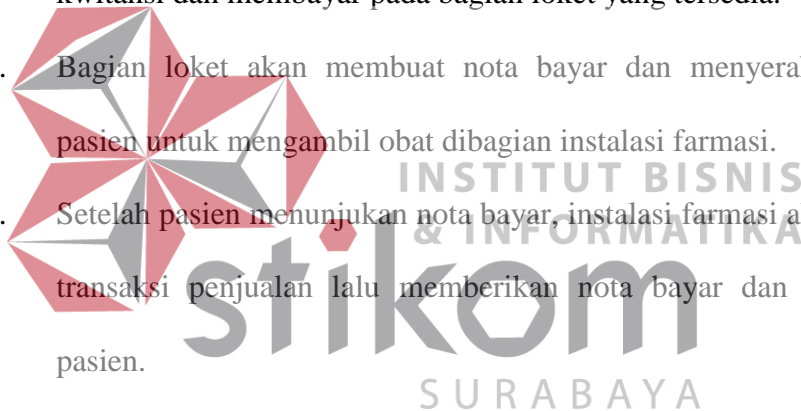 kwitansi dan membayar pada bagian loket yang tersedia.
. Bagian loket akan membuat nota bayar dan
pasien untuk mengambil obat dibagian instalasi farmasi.
INSTITUT BISNIS
. Setelah pasien menunjukan nota bayar, instalasi farmasi
& INFORMATIKA
transaksi penjualan lalu memberikan nota bayar dan
stikom
pasien.
SURABAYA